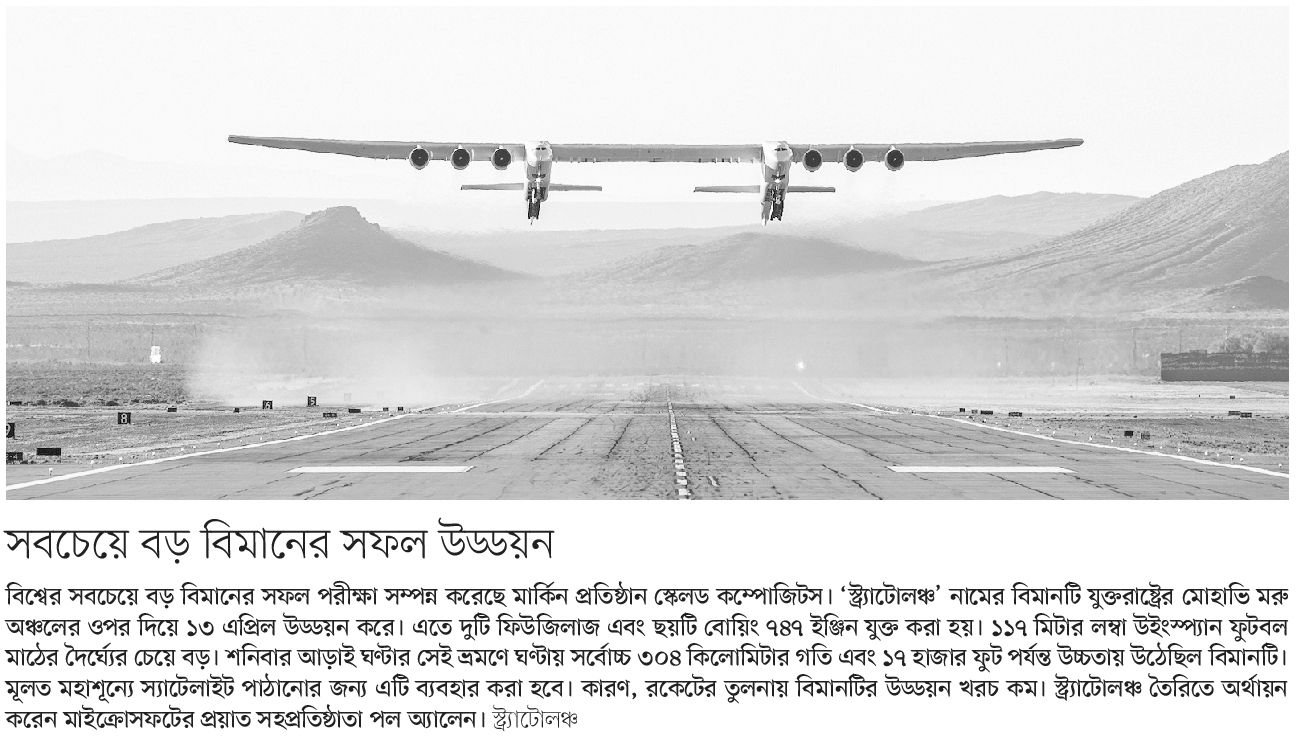 8
6
5
সবচেয়ে বড় বিমানের সফল উড্ডয়ন
বিশ্বের সবচেয়ে বড় বিমানের সফল পরীক্ষা সম্পন্ন করেছে মার্কিন প্রতিষ্ঠান স্কেলড কম্পোজিটস। ‘স্ট্র্যাটোলঞ্চ’ নামের বিমানটি যুক্তরাষ্ট্রের মোহাভি মরু
অঞ্চলের ওপর দিয়ে ১৩ এপ্রিল উড্ডয়ন করে। এতে দুটি ফিউজিলাজ এবং ছয়টি বোয়িং ৭৪৭ ইঞ্জিন যুক্ত করা হয়। ১১৭ মিটার লম্বা উইংস্প্যান ফুটবল
মাঠের দৈর্ঘ্যের চেয়ে বড়। শনিবার আড়াই ঘণ্টার সেই ভ্রমণে ঘণ্টায় সর্বোচ্চ ৩০৪ কিলোমিটার গতি এবং ১৭ হাজার ফুট পর্যন্ত উচ্চতায় উঠেছিল বিমানটি।
মূলত মহাশূন্যে স্যাটেলাইট পাঠানোর জন্য এটি ব্যবহার করা হবে। কারণ, রকেটের তুলনায় বিমানটির উড্ডয়ন খরচ কম। স্ট্র্যাটোলঞ্চ তৈরিতে অর্থায়ন
করেন মাইক্রোসফটের প্রয়াত সহপ্রতিষ্ঠাতা পল অ্যালেন। স্ট্র্যাটোলঞ্চ